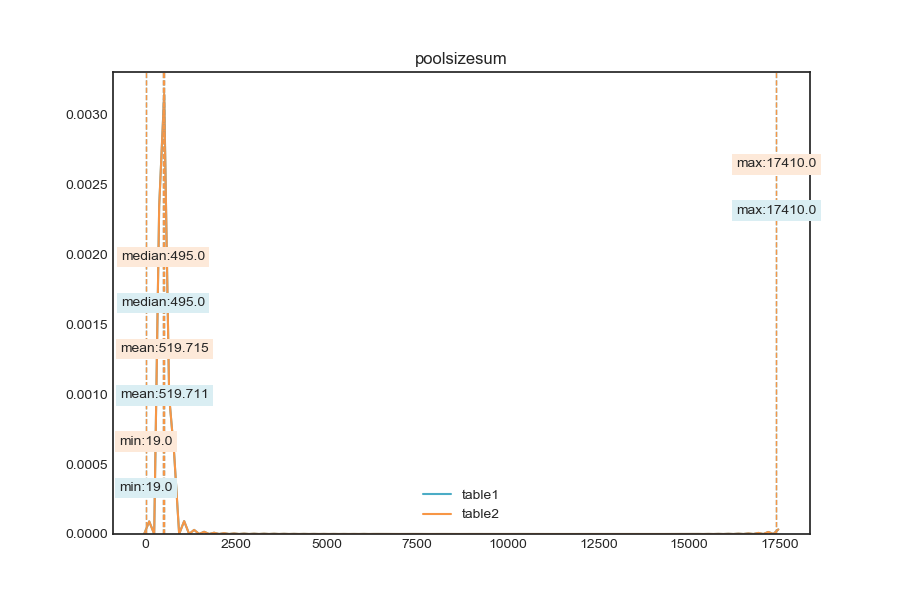 poolsizesum
0.0030
0.0025
0.0020
0.0015
0.0010
0.0005
0.0000
max:17410.0
max:17410.0
median:495.0
median:495.0
mean:519.715
mean:519.711
min:19.0
min:19.0
table1
table2
0 2500 5000 7500 10000 12500 15000 17500